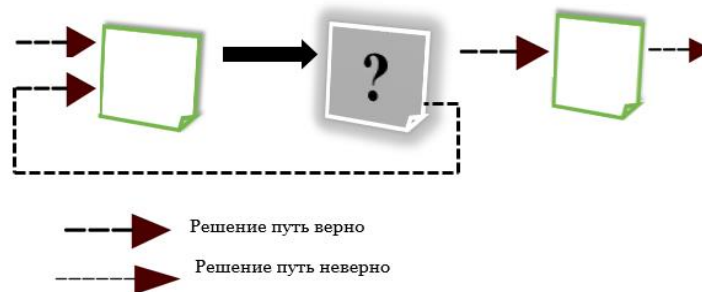 ?
Решение путь верно
Решение путь неверно